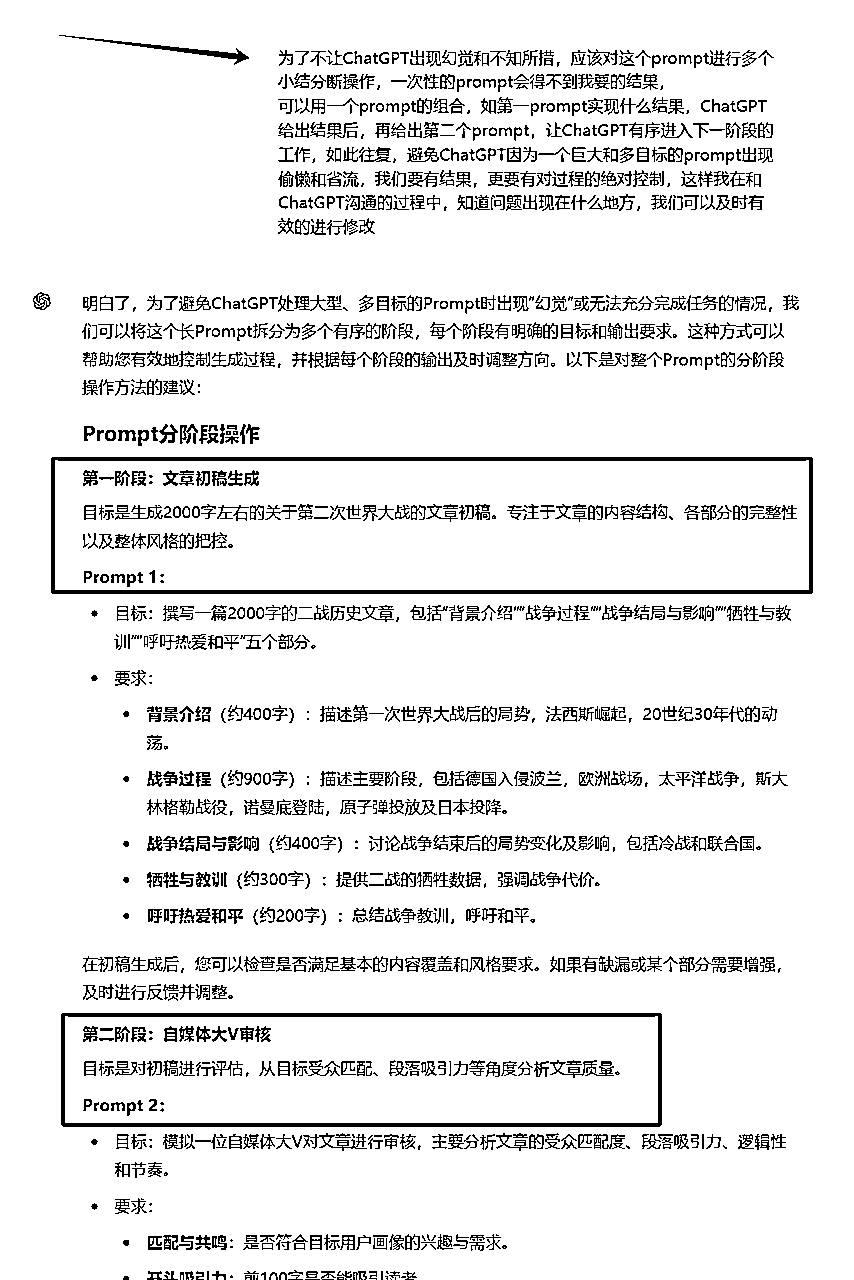 为了不让ChatGPT出现幻觉和不知所措，应该对这个prompt进行多个
小结分断操作，一次性的prompt会得不到我要的结果，
可以用一个prompt的组合，如第一prompt实现什么结果，ChatGPT
给出结果后，再给出第二个prompt，让ChatGPT有序进入下一阶段的
工作，如此往复，避免ChatGPT因为一个巨大和多目标的prompt出现
偷懒和省流，我们要有结果，更要有对过程的绝对控制，这样我在和
ChatGPT沟通的过程中，知道问题出现在什么地方，我们可以及时有
效的进行修改
明白了，为了避免ChatGPT处理大型、多目标的Prompt时出现"幻觉"或无法充分完成任务的情况，我
们可以将这个长Prompt拆分为多个有序的阶段，每个阶段有明确的目标和输出要求。这种方式可以
帮助您有效地控制生成过程，并根据每个阶段的输出及时调整方向。以下是对整个Prompt的分阶段
操作方法的建议：
Prompt分阶段操作
第一阶段：文章初稿生成
目标是生成2000字左右的关于第二次世界大战的文章初稿。专注于文章的内容结构、各部分的完整性
以及整体风格的把控。
Prompt 1：
• 目标：撰写一篇2000字的二战历史文章，包括"背景介绍""战争过程""战争结局与影响""牺牲与教
训""呼吁热爱和平"五个部分。
• 要求：
• 背景介绍（约400字）：描述第一次世界大战后的局势，法西斯崛起，20世纪30年代的动
荡。
• 战争过程（约900字）：描述主要阶段，包括德国入侵波兰，欧洲战场，太平洋战争，斯大
林格勒战役，诺曼底登陆，原子弹投放及日本投降。
• 战争结局与影响（约400字）：讨论战争结束后的局势变化及影响，包括冷战和联合国。
• 牺牲与教训（约300字）：提供二战的牺牲数据，强调战争代价。
• 呼吁热爱和平（约200字）：总结战争教训，呼吁和平。
在初稿生成后，您可以检查是否满足基本的内容覆盖和风格要求。如果有缺漏或某个部分需要增强，
及时进行反馈并调整。
第二阶段：自媒体大V审核
目标是对初稿进行评估，从目标受众匹配、段落吸引力等角度分析文章质量。
Prompt 2：
• 目标：模拟一位自媒体大V对文章进行审核，主要分析文章的受众匹配度、段落吸引力、逻辑性
和节奏。
• 要求：
• 匹配与共鸣：是否符合目标用户画像的兴趣与需求。
• 开头吸引力：前100字是否能吸引读者